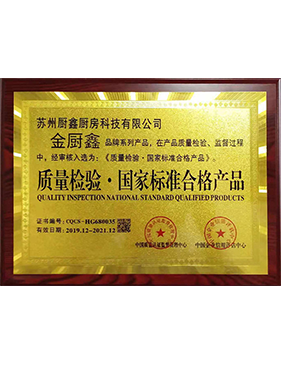 苏州厨鑫厨房科技有限公司
金厨鑫 品牌系列产品，在产品质量检验、监督过程
中，经审核入选为：《质量检验·国家标准合格产品》。
质量检验·国家标准合格产品
QUALITY INSPECTION NATIONAL STANDARD QUALIFIED PRODUCTS
证书编号：CQCS-HG680035
有效日期：2019.12-2021.12